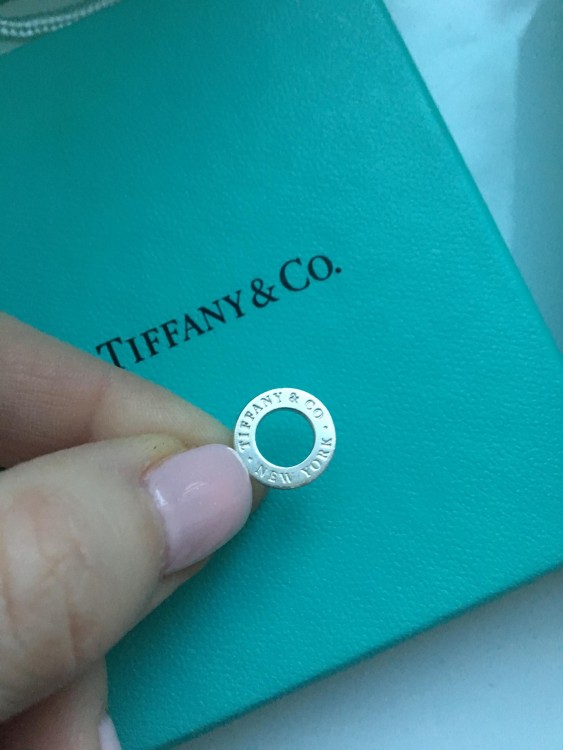 TIFFANY & CO.
TIFFANY & CO · NEW YORK ·